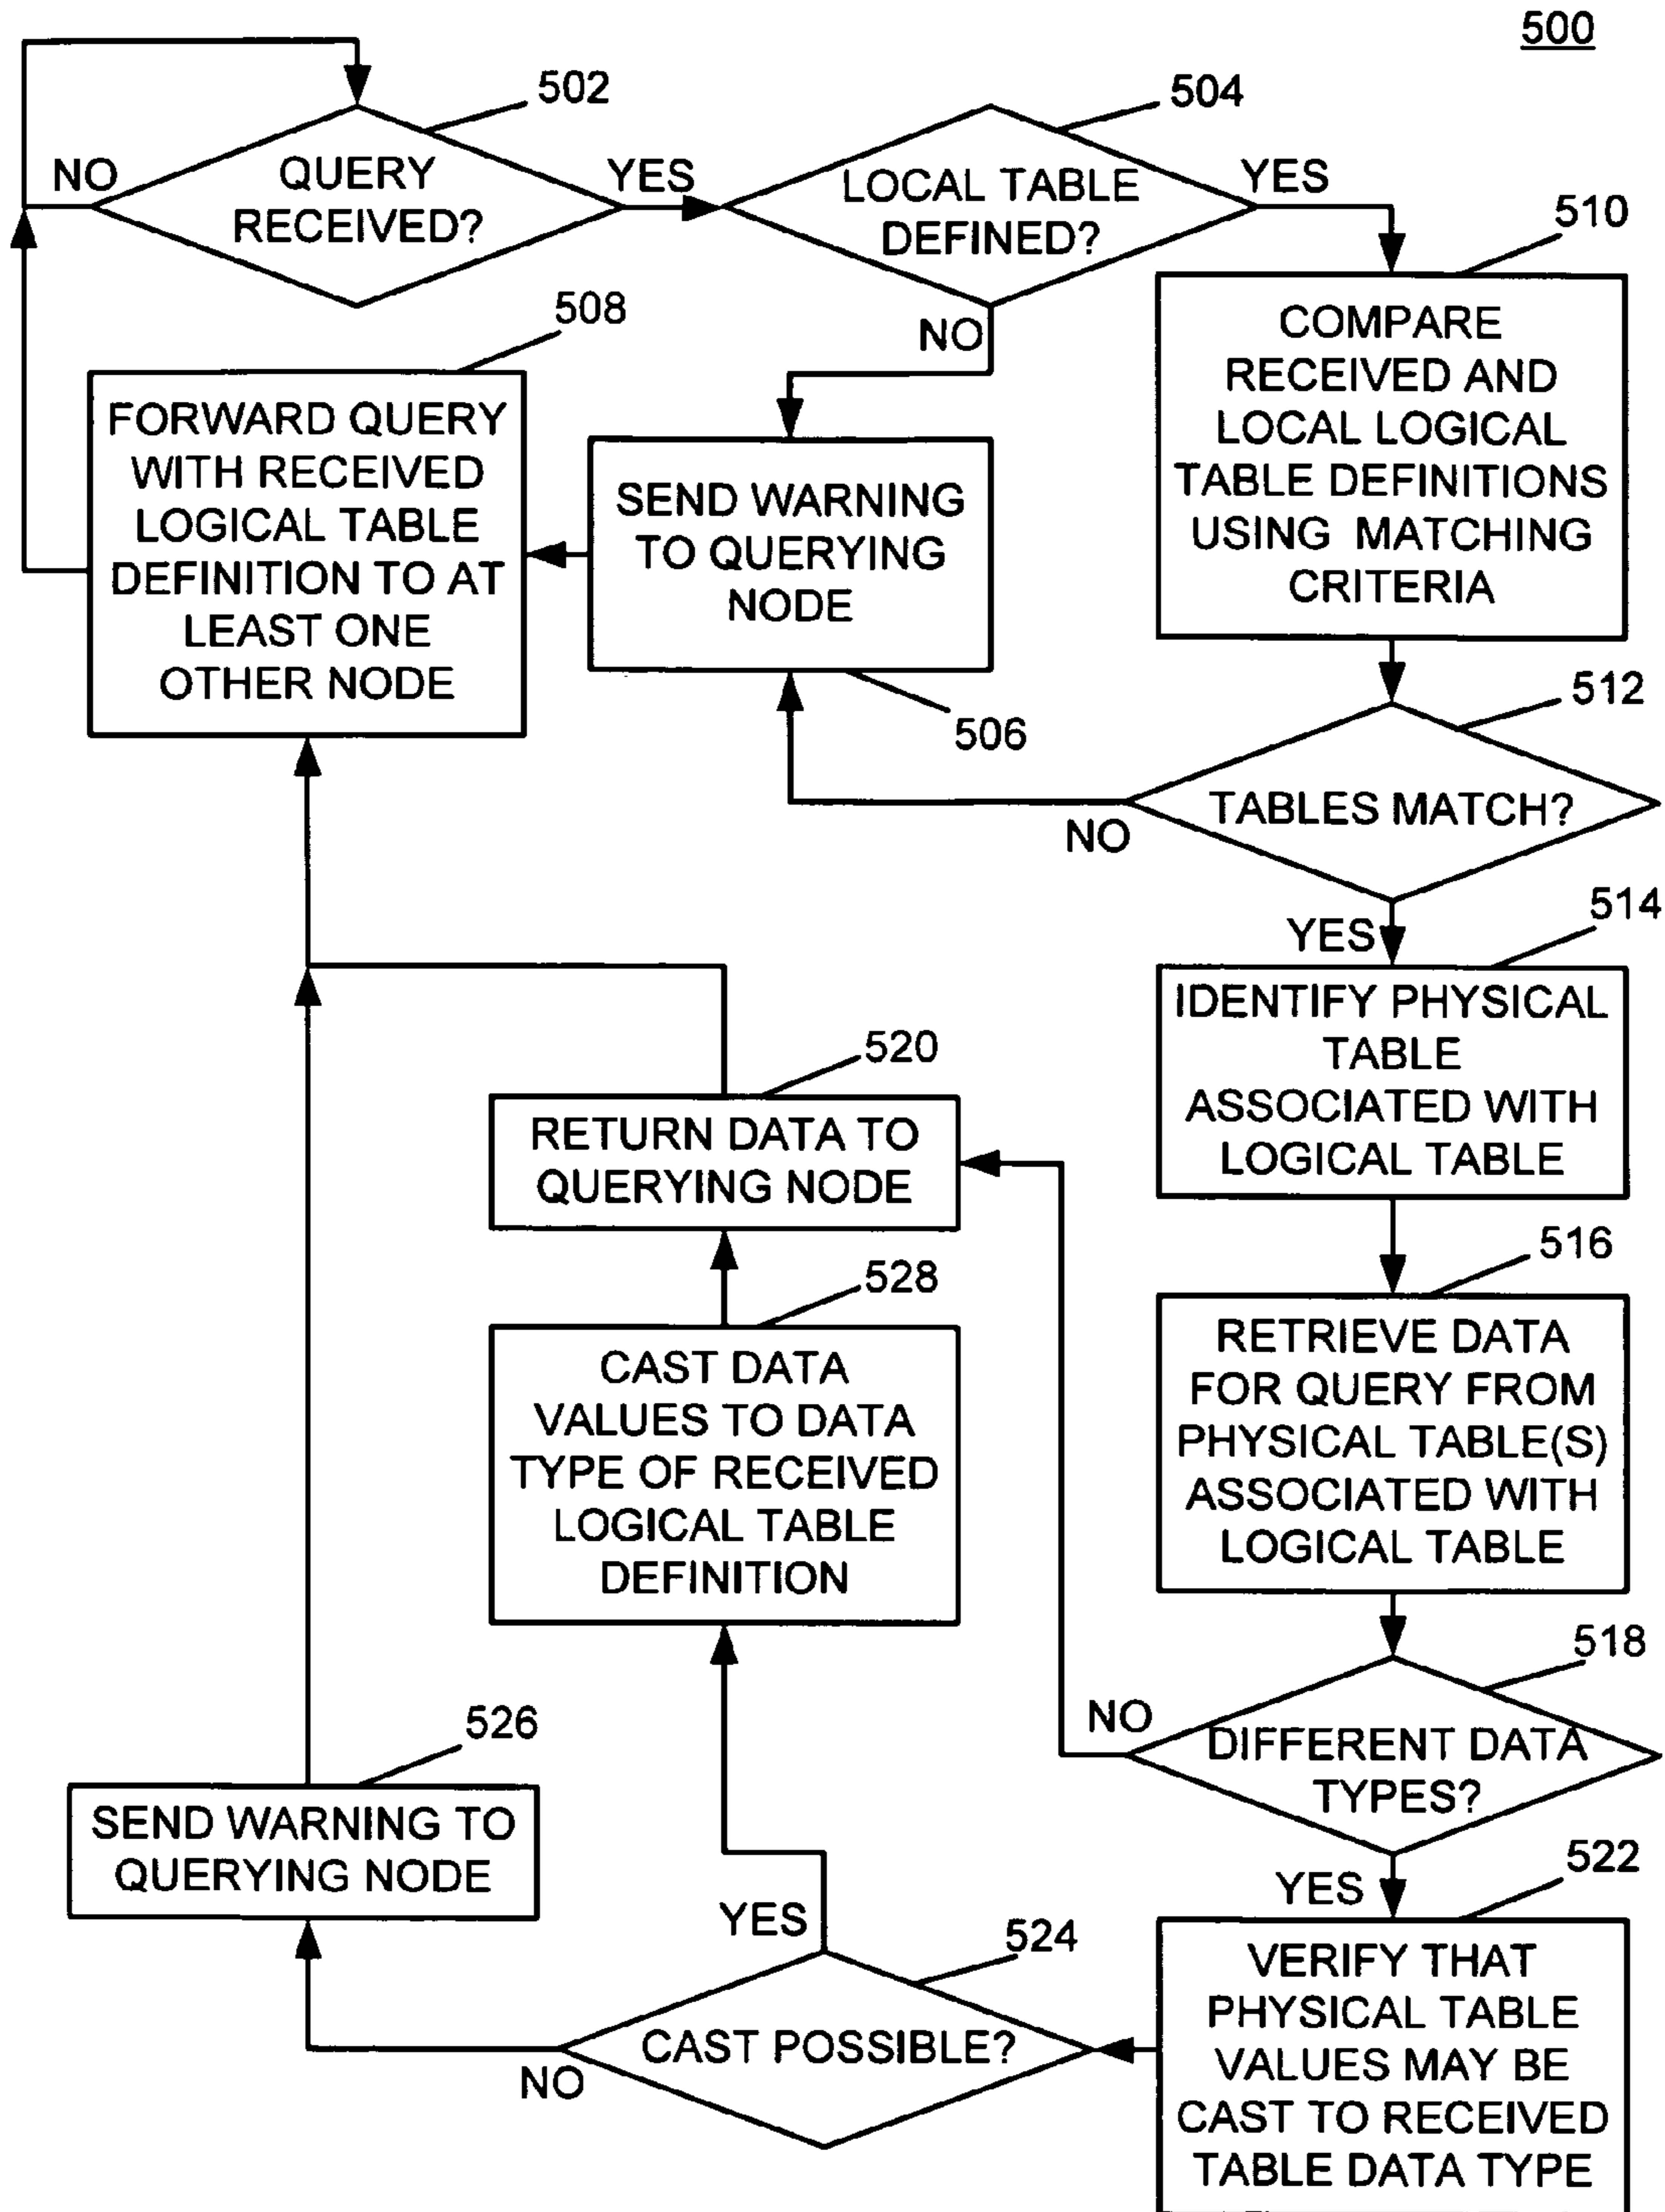 500
502
QUERY
RECEIVED?
NO
YES
504
LOCAL TABLE
DEFINED?
YES
NO
510
COMPARE
RECEIVED AND
LOCAL LOGICAL
TABLE DEFINITIONS
USING MATCHING
CRITERIA
508
FORWARD QUERY
WITH RECEIVED
LOGICAL TABLE
DEFINITION TO AT
LEAST ONE
OTHER NODE
SEND WARNING
TO QUERYING
NODE
506
512
TABLES MATCH?
NO
YES
514
IDENTIFY PHYSICAL
TABLE
ASSOCIATED WITH
LOGICAL TABLE
520
RETURN DATA TO
QUERYING NODE
516
RETRIEVE DATA
FOR QUERY FROM
PHYSICAL TABLE(S)
ASSOCIATED WITH
LOGICAL TABLE
528
CAST DATA
VALUES TO DATA
TYPE OF RECEIVED
LOGICAL TABLE
DEFINITION
518
DIFFERENT DATA
TYPES?
NO
YES
526
SEND WARNING TO
QUERYING NODE
522
VERIFY THAT
PHYSICAL TABLE
VALUES MAY BE
CAST TO RECEIVED
TABLE DATA TYPE
524
CAST POSSIBLE?
YES
NO